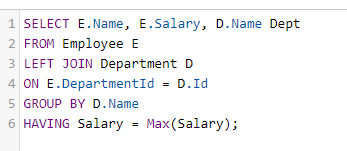 1 SELECT E.Name, E.Salary, D.Name Dept
2 FROM Employee E
3 LEFT JOIN Department D
4 ON E.DepartmentId = D.Id
5 GROUP BY D.Name
6 HAVING Salary = Max(Salary);